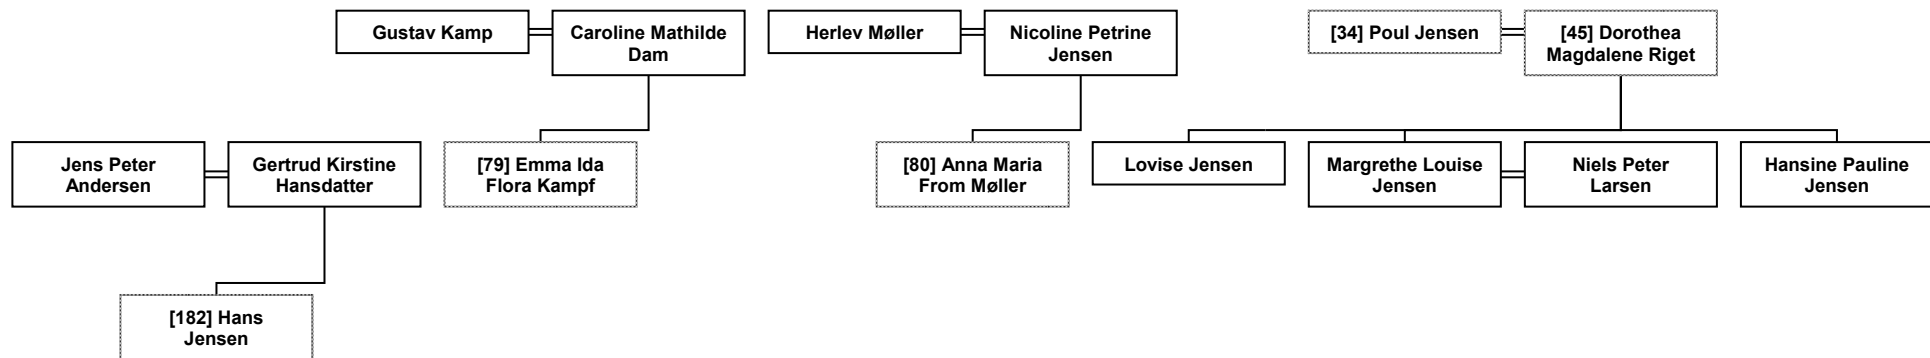 Gustav Kamp
Caroline Mathilde
Dam
Herlev Møller
Nicoline Petrine
Jensen
[34] Poul Jensen
[45] Dorothea
Magdalene Riget
Jens Peter
Andersen
Gertrud Kirstine
Hansdatter
[79] Emma Ida
Flora Kampf
[80] Anna Maria
From Møller
Lovise Jensen
Margrethe Louise
Jensen
Niels Peter
Larsen
Hansine Pauline
Jensen
[182] Hans
Jensen